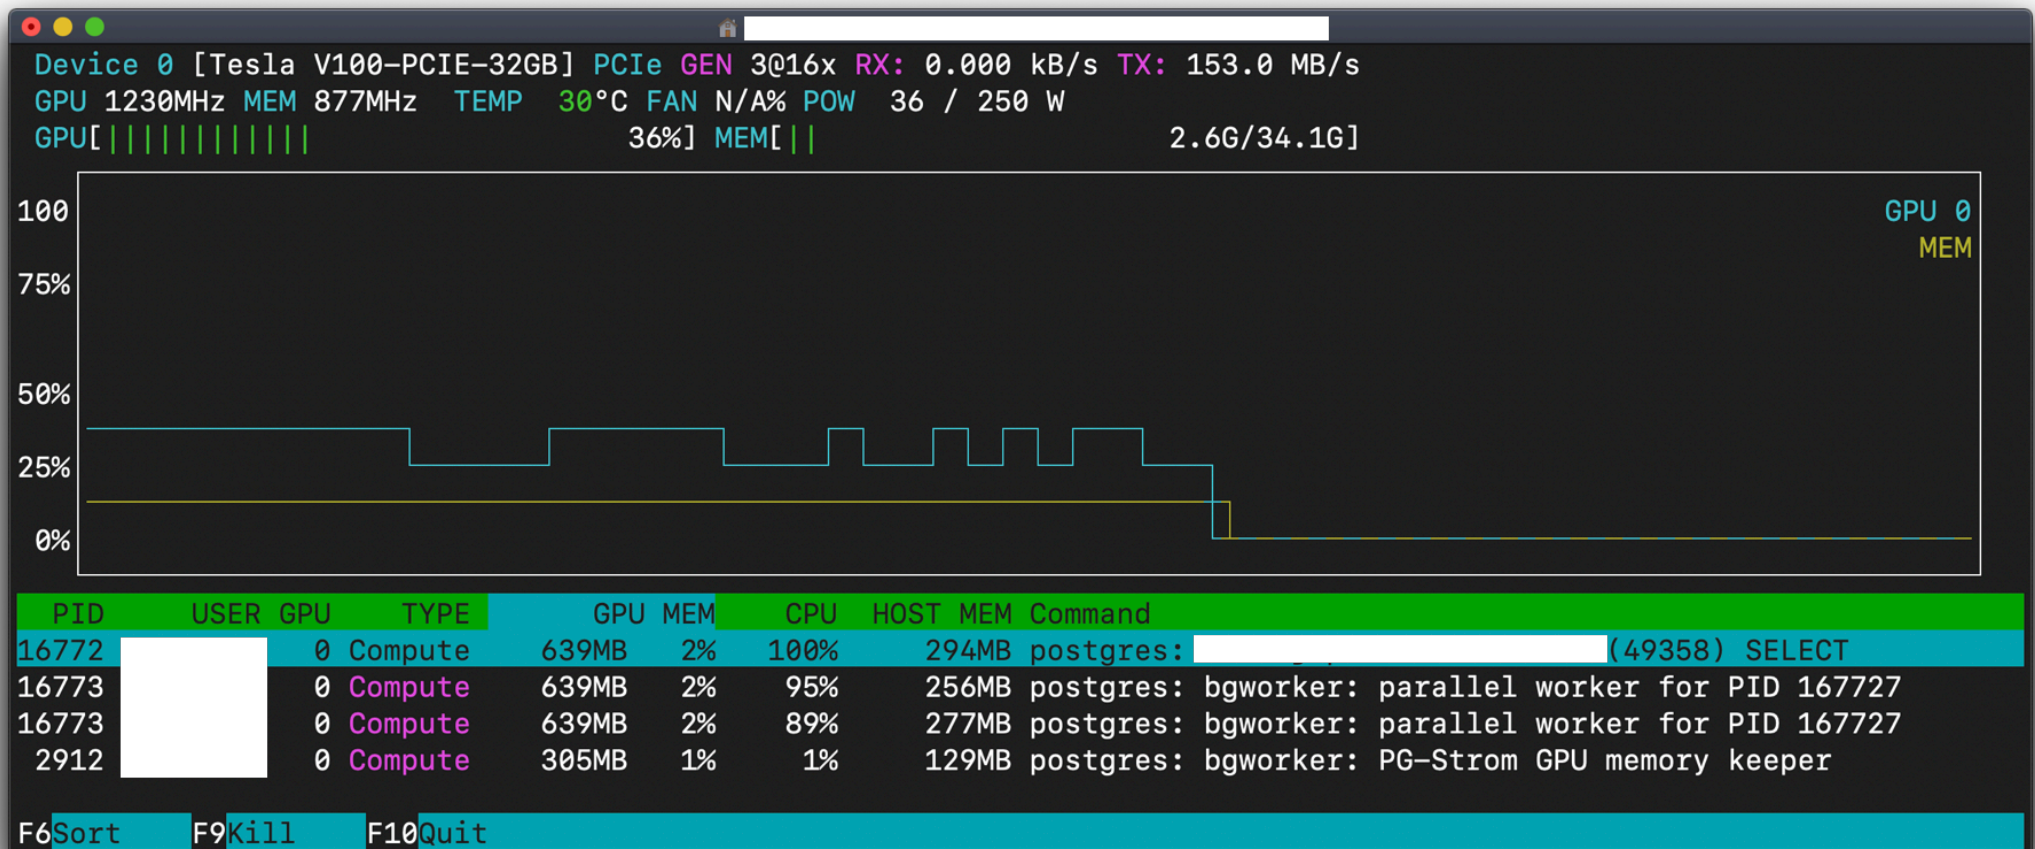 Device 0 [Tesla V100-PCIE-32GB] PCIe GEN 3@16x RX: 0.000 kB/s TX: 153.0 MB/s
GPU 1230MHz MEM 877MHz TEMP 30°C FAN N/A% POW 36 / 250 W
GPU[|||||||||||| 36%] MEM[|| 2.6G/34.1G]
100
GPU 0
MEM
75%
50%
25%
0%
PID USER GPU TYPE GPU MEM CPU HOST MEM Command
16772 0 Compute 639MB 2% 100% 294MB postgres: (49358) SELECT
16773 0 Compute 639MB 2% 95% 256MB postgres: bgworker: parallel worker for PID 167727
16773 0 Compute 639MB 2% 89% 277MB postgres: bgworker: parallel worker for PID 167727
2912 0 Compute 305MB 1% 1% 129MB postgres: bgworker: PG-Strom GPU memory keeper
F6Sort F9Kill F10Quit